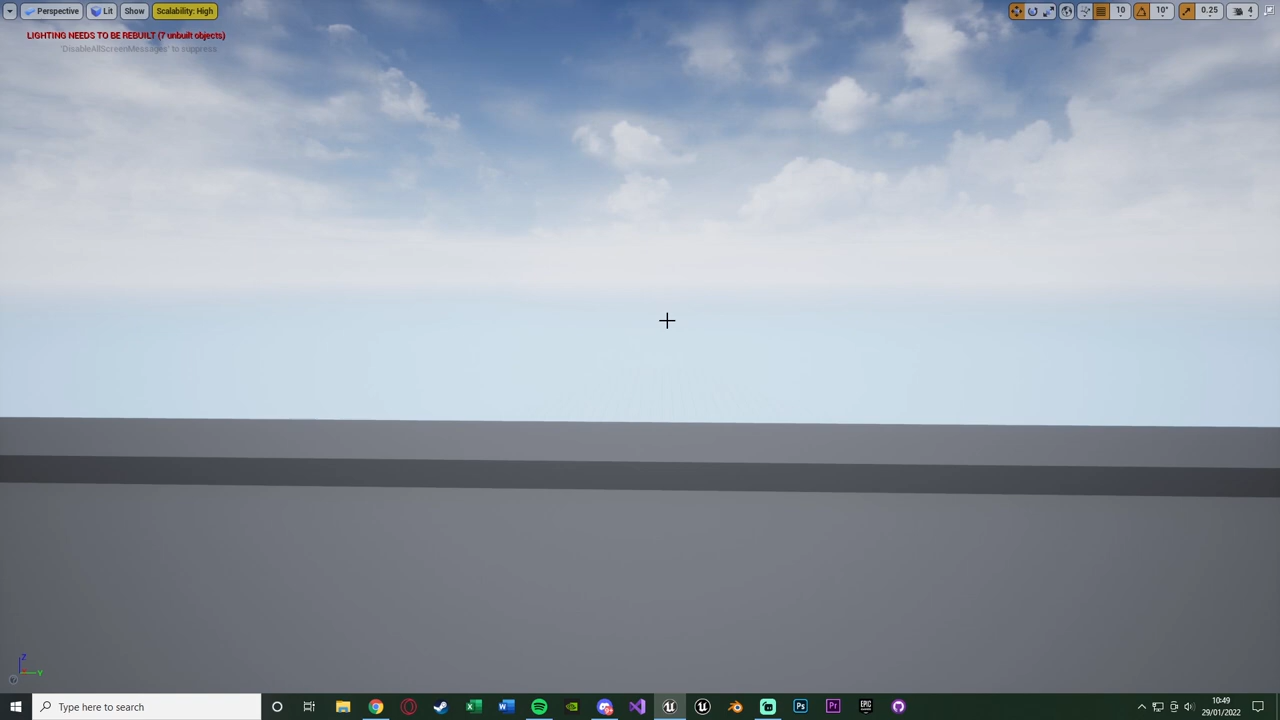 Perspective Lit Show Scalability: High 10 10° 0.25 4
LIGHTING NEEDS TO BE REBUILT (7 unbuilt objects)
'DisableAllScreenMessages' to suppress
Z
Y
Type here to search
10:49
29/01/2022